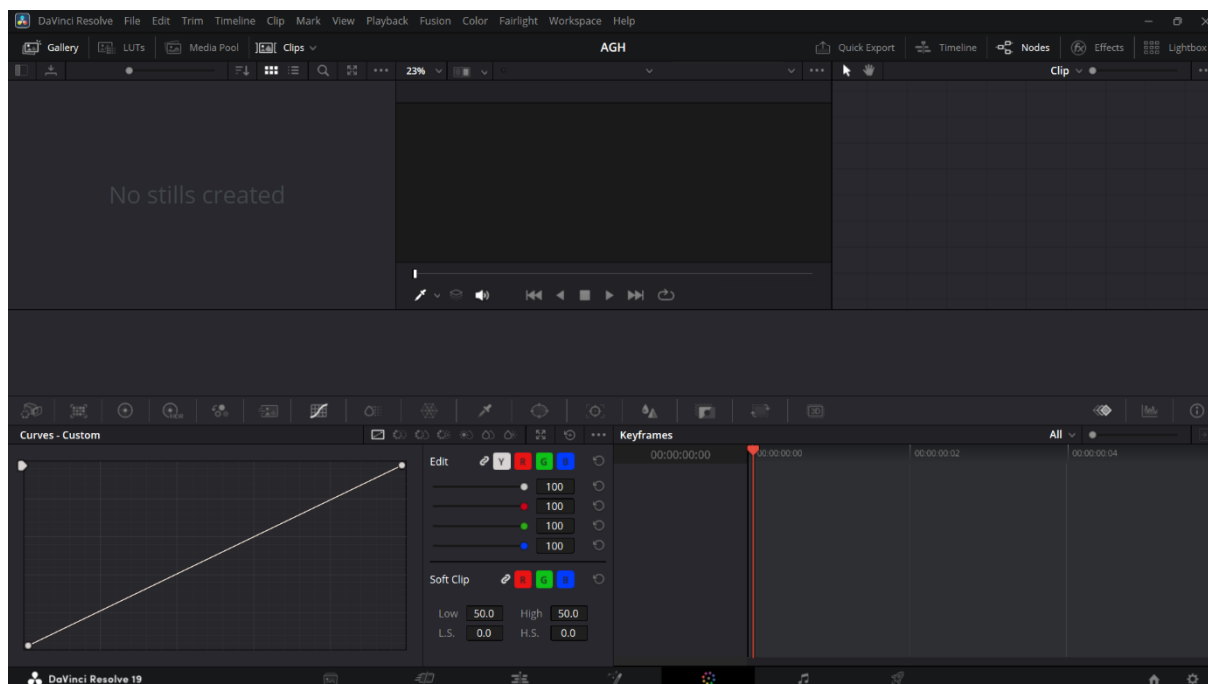 DaVinci Resolve File Edit Trim Timeline Clip Mark View Playback Fusion Color Fairlight Workspace Help
Gallery LUTs Media Pool Clips AGH Quick Export Timeline Nodes Effects Lightbox
23% Clip
No stills created
Curves - Custom Keyframes All
Edit Y R G B 00:00:00:00 00:00:00:00 00:00:00:02 00:00:00:04
100
100
100
100
Soft Clip R G B
Low 50.0 High 50.0
L.S. 0.0 H.S. 0.0
DaVinci Resolve 19